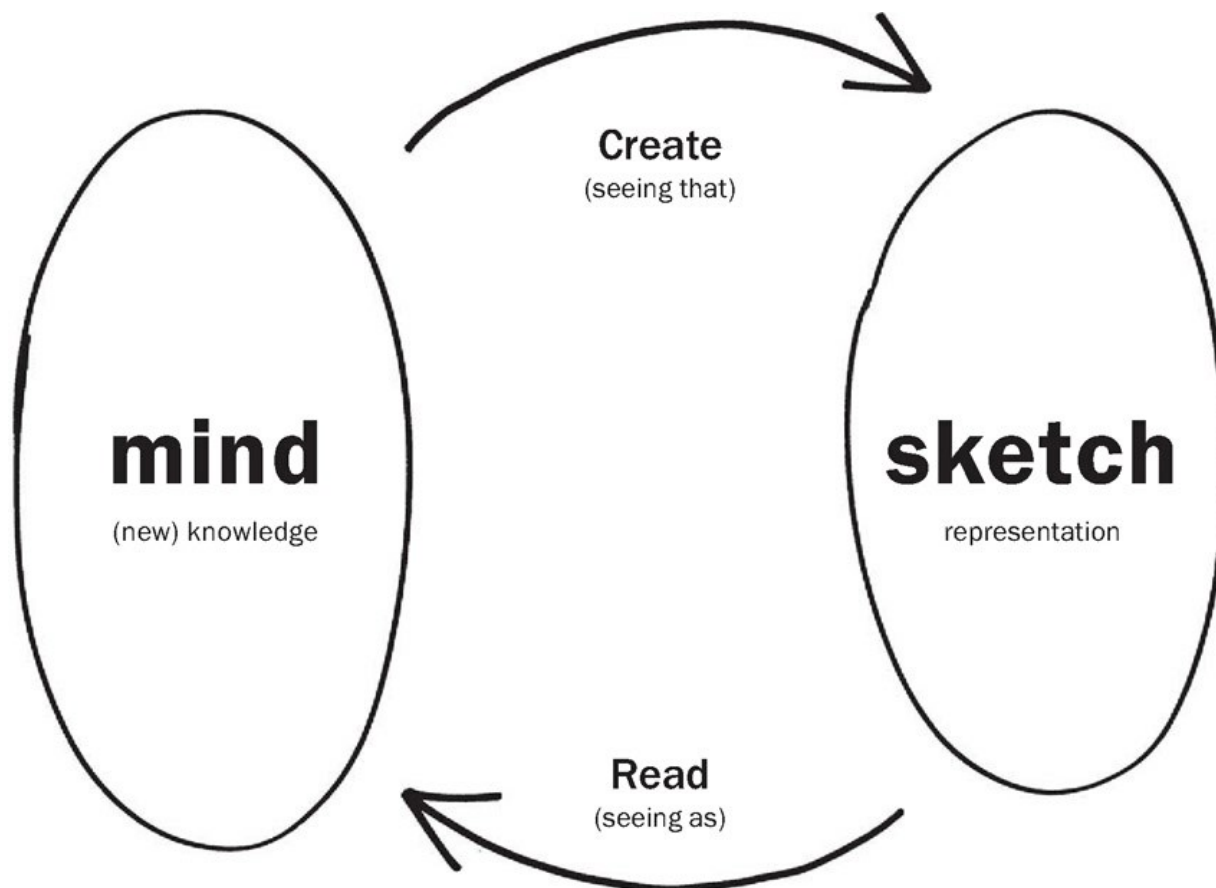 Create
(seeing that)
mind
(new) knowledge
sketch
representation
Read
(seeing as)